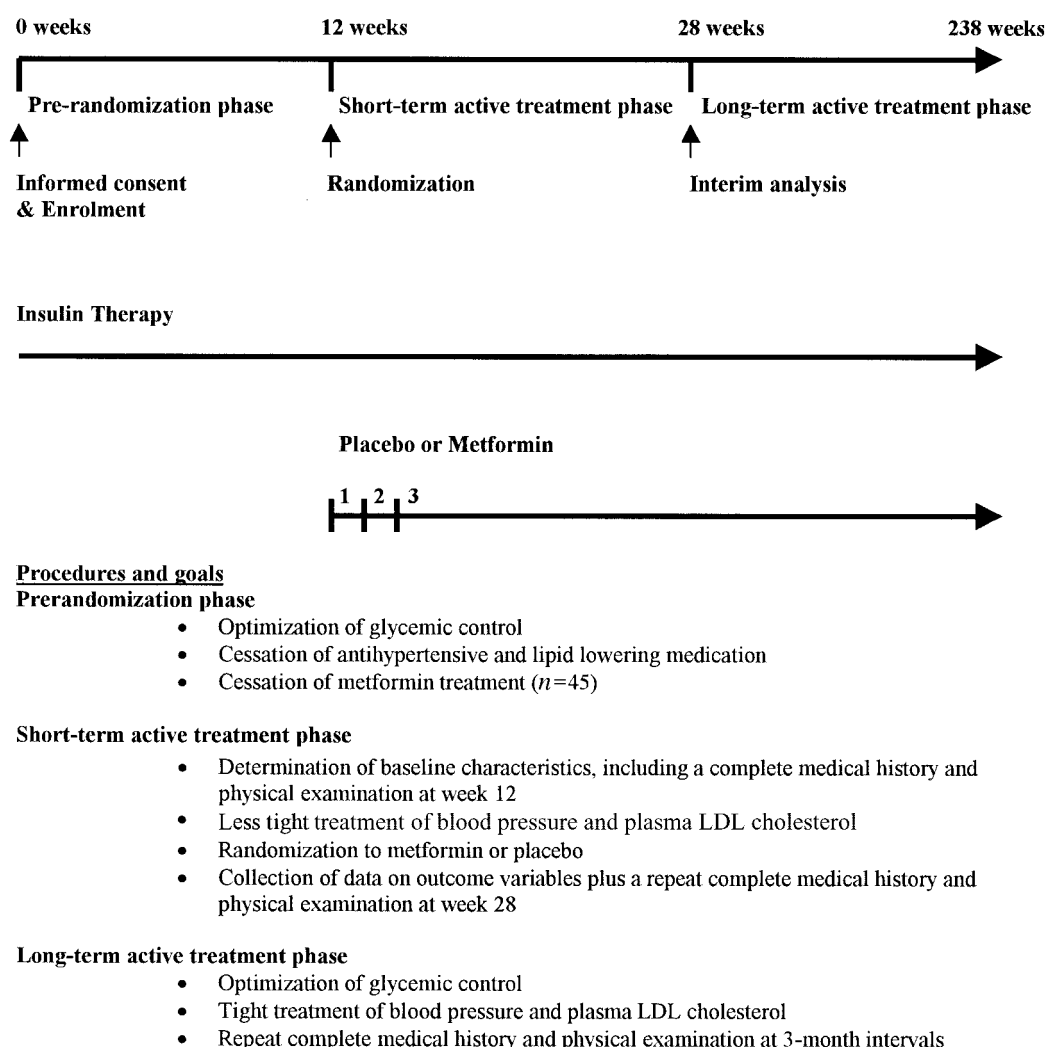 0 weeks 12 weeks 28 weeks 238 weeks
Pre-randomization phase Short-term active treatment phase Long-term active treatment phase
Informed consent Randomization Interim analysis
& Enrolment
Insulin Therapy
Placebo or Metformin
1 2 3
Procedures and goals
Prerandomization phase
• Optimization of glycemic control
• Cessation of antihypertensive and lipid lowering medication
• Cessation of metformin treatment (n=45)
Short-term active treatment phase
• Determination of baseline characteristics, including a complete medical history and
physical examination at week 12
• Less tight treatment of blood pressure and plasma LDL cholesterol
• Randomization to metformin or placebo
• Collection of data on outcome variables plus a repeat complete medical history and
physical examination at week 28
Long-term active treatment phase
• Optimization of glycemic control
• Tight treatment of blood pressure and plasma LDL cholesterol
• Repeat complete medical history and physical examination at 3-month intervals